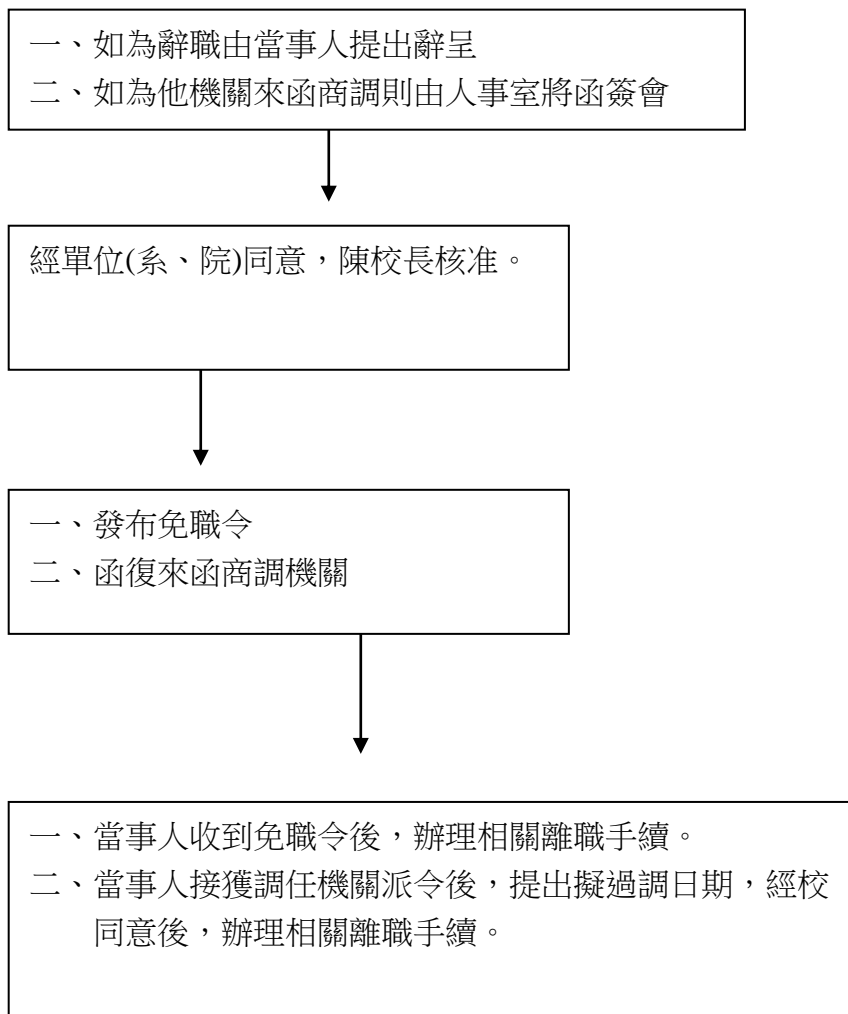 一、如為辭職由當事人提出辭呈
二、如為他機關來函商調則由人事室將函簽會
經單位(系、院)同意，陳校長核准。
一、發布免職令
二、函復來函商調機關
一、當事人收到免職令後，辦理相關離職手續。
二、當事人接獲調任機關派令後，提出擬過調日期，經校
同意後，辦理相關離職手續。